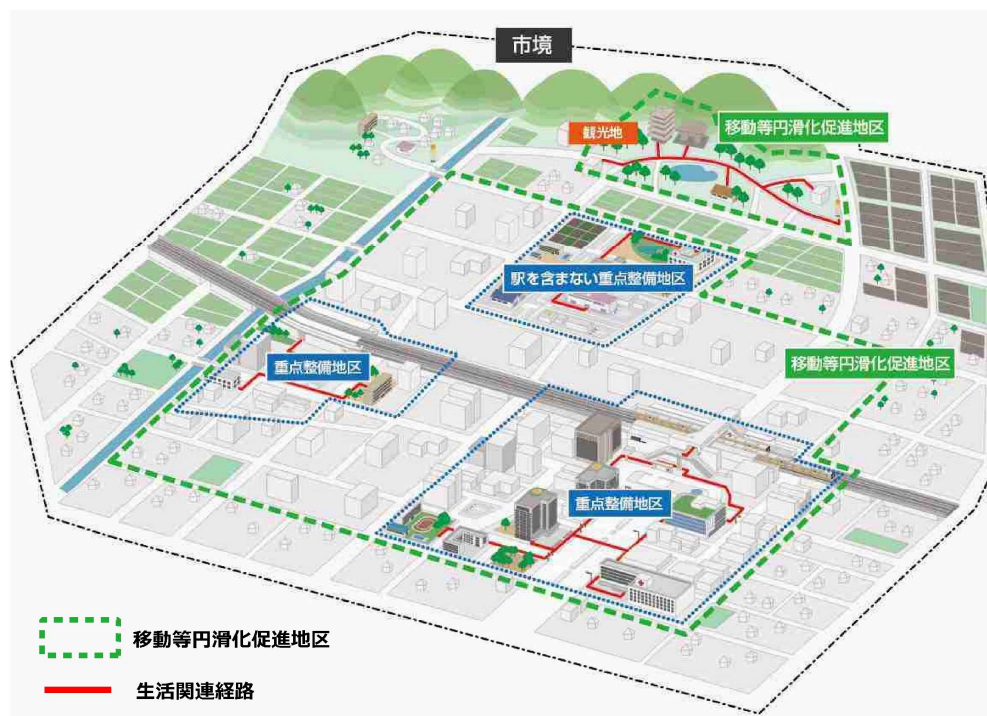 市境
移動等円滑化促進地区
観光地
駅を含まない重点整備地区
重点整備地区
移動等円滑化促進地区
重点整備地区
移動等円滑化促進地区
生活関連経路